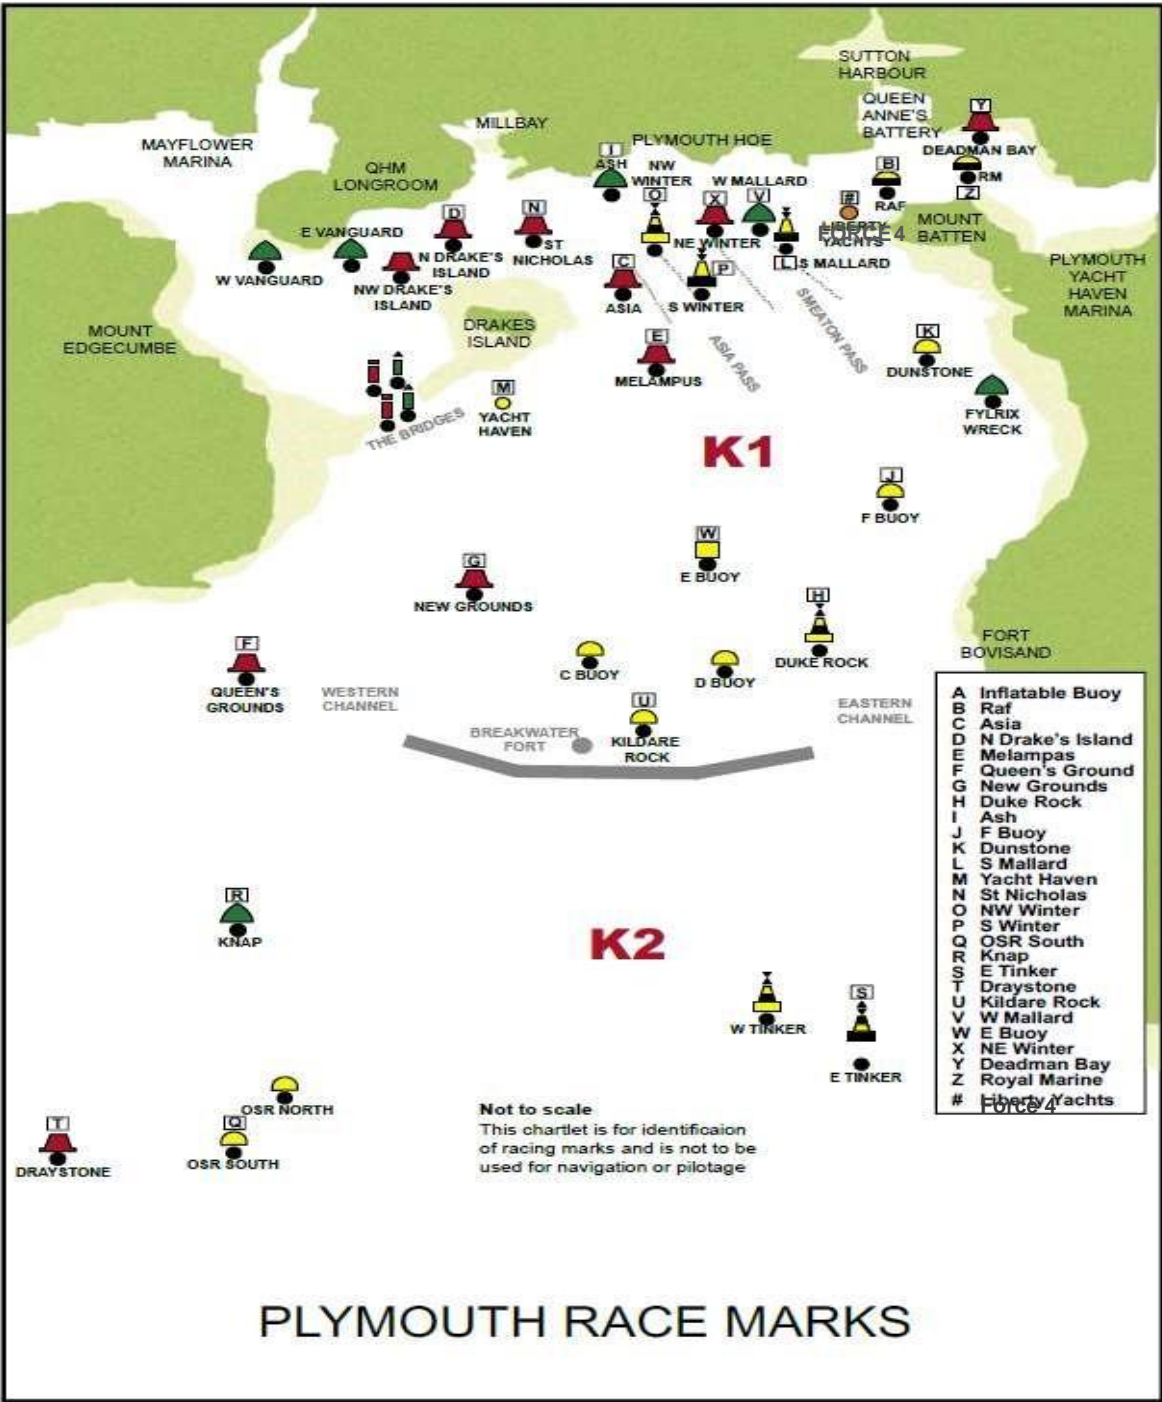 SUTTON
HARBOUR
QUEEN
ANNE'S
BATTERY
Y
DEADMAN BAY
MILLBAY
PLYMOUTH HOE
MAYFLOWER
MARINA
QHM
LONGROOM
I
ASH
NW
WINTER
O
W MALLARD
X
V
B
RAF
RM
Z
#
LIBERTY
YACHTS
FORCE 4
MOUNT
BATTEN
D
N
E VANGUARD
ST
NICHOLAS
N DRAKE'S
ISLAND
NE WINTER
C
P
L S MALLARD
W VANGUARD
NW DRAKE'S
ISLAND
ASIA
S WINTER
PLYMOUTH
YACHT
HAVEN
MARINA
MOUNT
EDGECUMBE
DRAKES
ISLAND
E
MELAMPUS
ASIA PASS
SMEATON PASS
K
DUNSTONE
M
YACHT
HAVEN
THE BRIDGES
FYLRIX
WRECK
K1
J
F BUOY
W
E BUOY
G
NEW GROUNDS
H
DUKE ROCK
FORT
BOVISAND
F
QUEEN'S
GROUNDS
WESTERN
CHANNEL
C BUOY
D BUOY
U
KILDARE
ROCK
BREAKWATER
FORT
EASTERN
CHANNEL
A Inflatable Buoy
B Raf
C Asia
D N Drake's Island
E Melampas
F Queen's Ground
G New Grounds
H Duke Rock
I Ash
J F Buoy
K Dunstone
L S Mallard
M Yacht Haven
N St Nicholas
O NW Winter
P S Winter
Q OSR South
R Knap
S E Tinker
T Draystone
U Kildare Rock
V W Mallard
W E Buoy
X NE Winter
Y Deadman Bay
Z Royal Marine
# Liberty Yachts
Force 4
R
KNAP
K2
W TINKER
S
E TINKER
OSR NORTH
Q
OSR SOUTH
T
DRAYSTONE
Not to scale
This chartlet is for identificaion
of racing marks and is not to be
used for navigation or pilotage
PLYMOUTH RACE MARKS